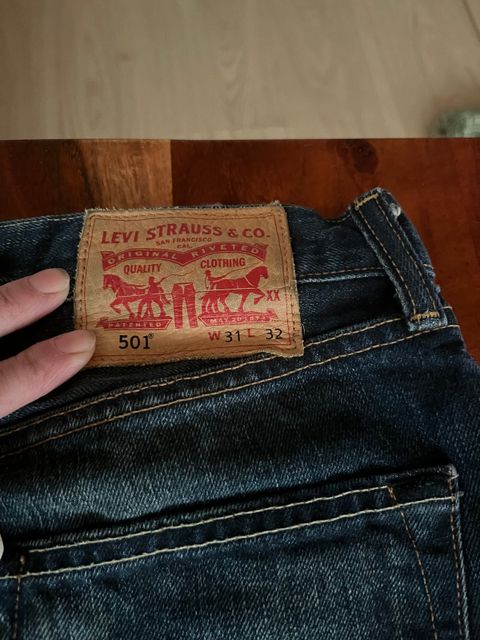 LEVI STRAUSS & CO.
SAN FRANCISCO
CAL.
ORIGINAL RIVETED
QUALITY CLOTHING
XX
PATENTED
501® W 31 L 32